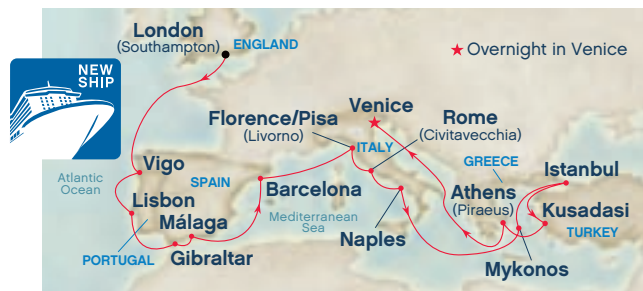 London
(Southampton)
ENGLAND
★Overnight in Venice
NEW
SHIP
Florence/Pisa
(Livorno)
Venice
Rome
(Civitavecchia)
ITALY
GREECE
Istanbul
Vigo
Atlantic
Ocean
SPAIN
Barcelona
Athens
(Piraeus)
Lisbon
Málaga
Mediterranean
Sea
Kusadasi
TURKEY
Naples
PORTUGAL
Gibraltar
Mykonos